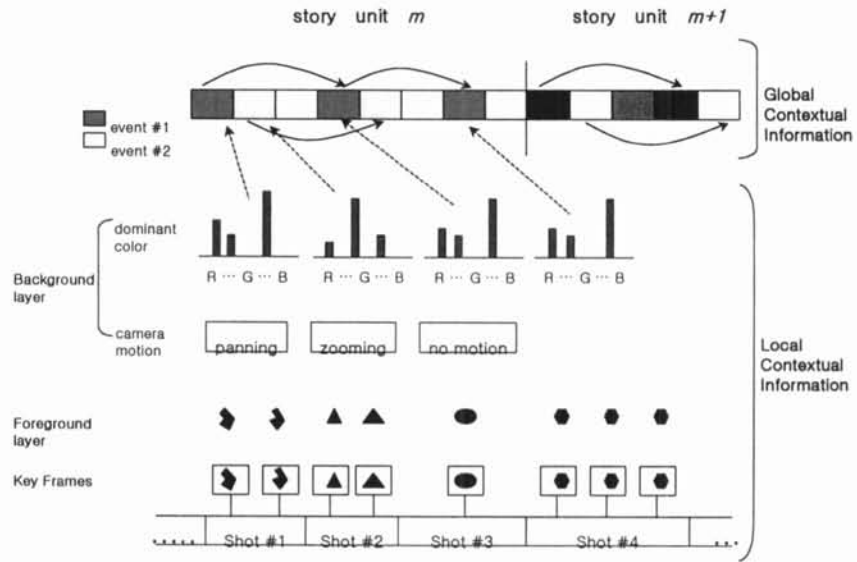 story unit m
story unit m+1
Global
Contextual
Information
event #1
event #2
dominant
color
R ... G ... B
R ... G ... B
R ... G ... B
R ... G ... B
Background
layer
camera
motion
panning
zooming
no motion
Local
Contextual
Information
Foreground
layer
Key Frames
.....
Shot #1
Shot #2
Shot #3
Shot #4
...